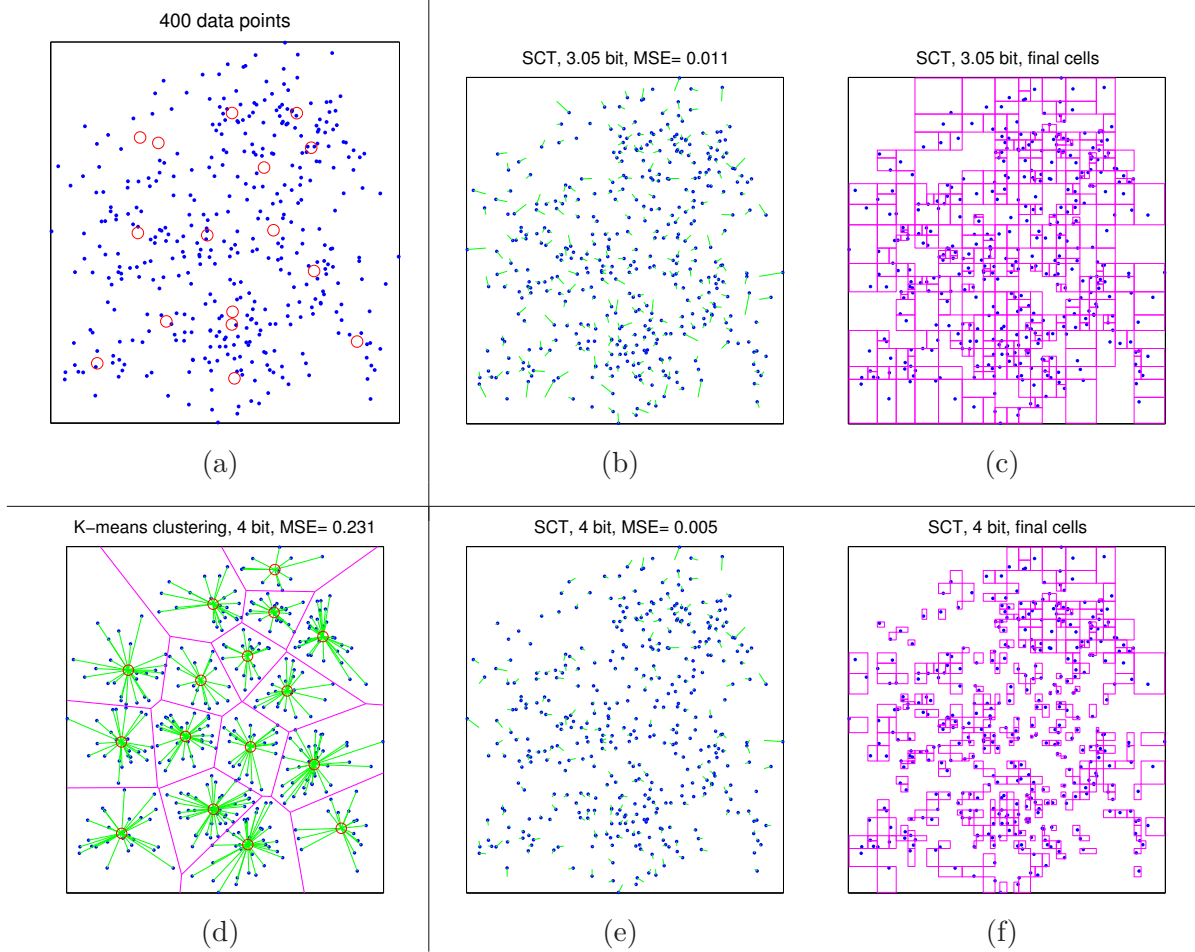 400 data points
SCT, 3.05 bit, MSE= 0.011
SCT, 3.05 bit, final cells
(a)
(b)
(c)
K−means clustering, 4 bit, MSE= 0.231
SCT, 4 bit, MSE= 0.005
SCT, 4 bit, final cells
(d)
(e)
(f)